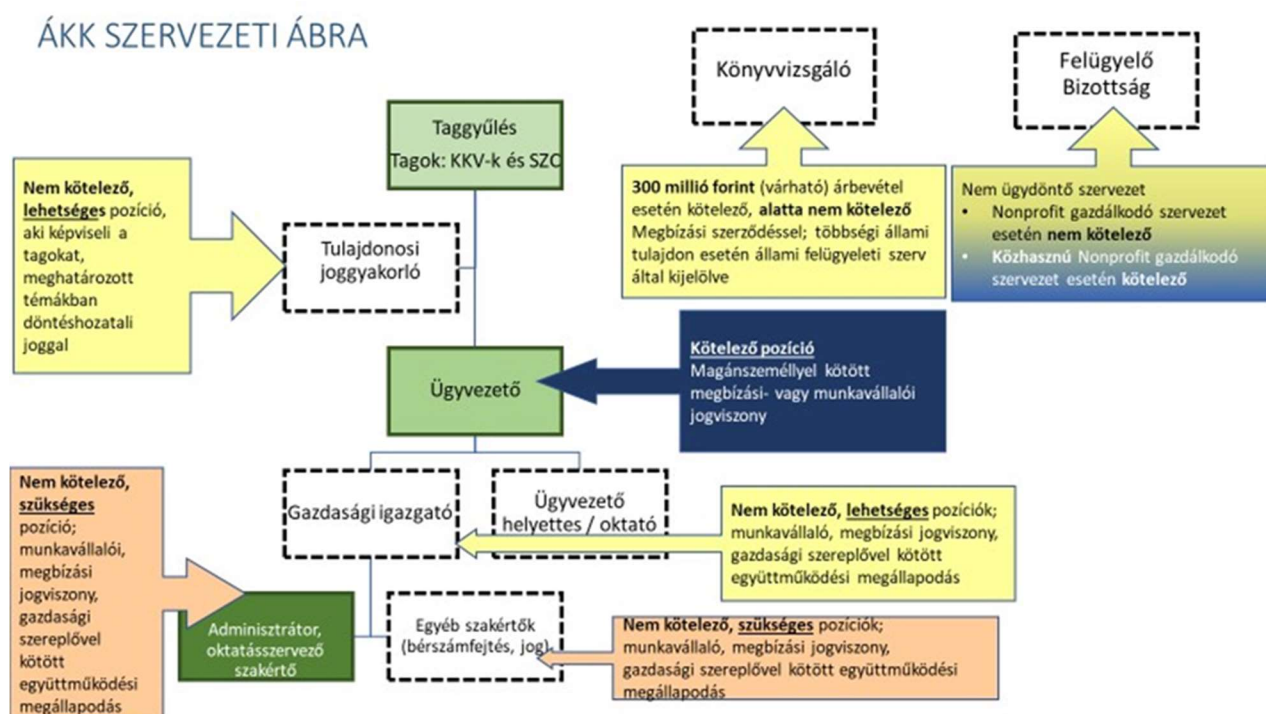 ÁKK SZERVEZETI ÁBRA
Könyvvizsgáló
Felügyelő
Bizottság
Taggyűlés
Tagok: KKV-k és SZC
Nem kötelező,
lehetséges pozíció,
aki képviseli a
tagokat,
meghatározott
témákban
döntéshozatali
joggal
Tulajdonosi
joggyakorló
300 millió forint (várható) árbevétel
esetén kötelező, alatta nem kötelező
Megbízási szerződéssel; többségi állami
tulajdon esetén állami felügyeleti szerv
által kijelölve
Nem ügydöntő szervezet
• Nonprofit gazdálkodó szervezet
esetén nem kötelező
• Közhasznú Nonprofit gazdálkodó
szervezet esetén kötelező
Ügyvezető
Kötelező pozíció
Magánszeméllyel kötött
megbízási- vagy munkavállalói
jogviszony
Gazdasági igazgató
Ügyvezető
helyettes / oktató
Nem kötelező, lehetséges pozíciók;
munkavállaló, megbízási jogviszony,
gazdasági szereplővel kötött
együttműködési megállapodás
Nem kötelező,
szükséges
pozíció;
munkavállalói,
megbízási
jogviszony,
gazdasági
szereplővel
kötött
együttműködési
megállapodás
Adminisztrátor,
oktatásszervező
szakértő
Egyéb szakértők
(bérszámfejtés, jog)
Nem kötelező, szükséges pozíciók;
munkavállaló, megbízási jogviszony,
gazdasági szereplővel kötött együttműködési
megállapodás